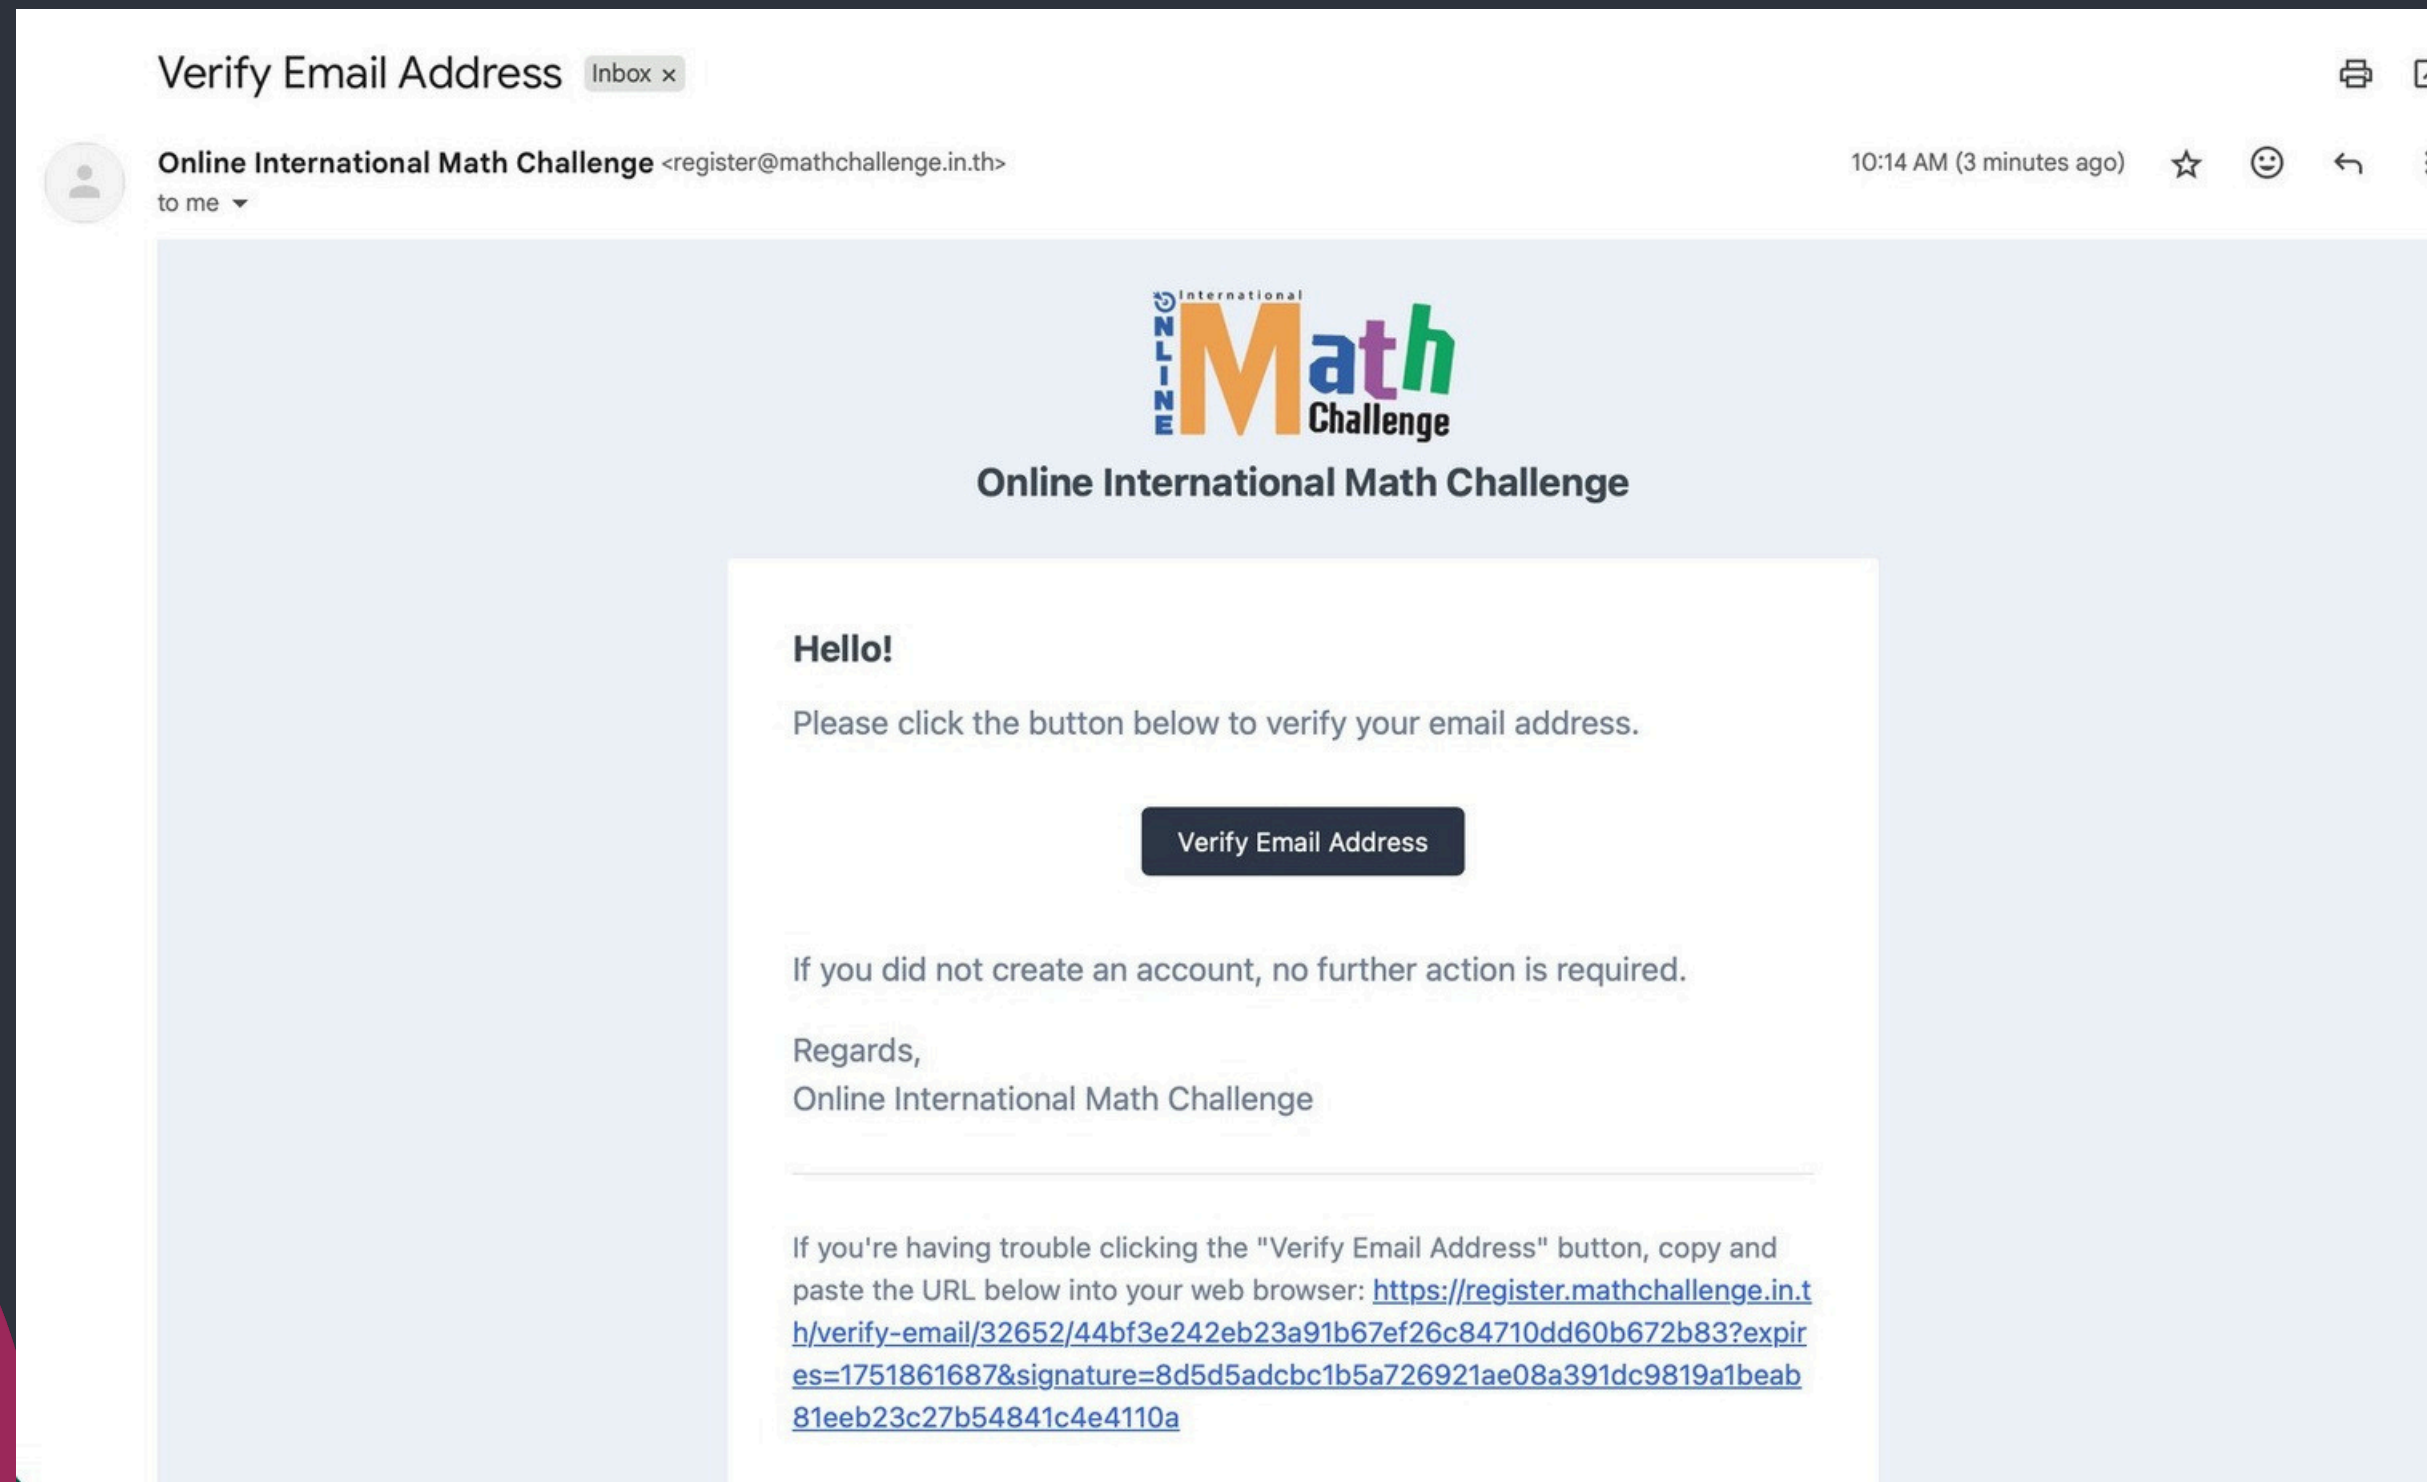 Verify Email Address Inbox ×
Online International Math Challenge <register@mathchallenge.in.th> 10:14 AM (3 minutes ago)
to me
International
ONLINE
Math
Challenge
Online International Math Challenge
Hello!
Please click the button below to verify your email address.
Verify Email Address
If you did not create an account, no further action is required.
Regards,
Online International Math Challenge
If you're having trouble clicking the "Verify Email Address" button, copy and
paste the URL below into your web browser: https://register.mathchallenge.in.t
h/verify-email/32652/44bf3e242eb23a91b67ef26c84710dd60b672b83?expir
es=1751861687&signature=8d5d5adcbc1b5a726921ae08a391dc9819a1beab
81eeb23c27b54841c4e4110a